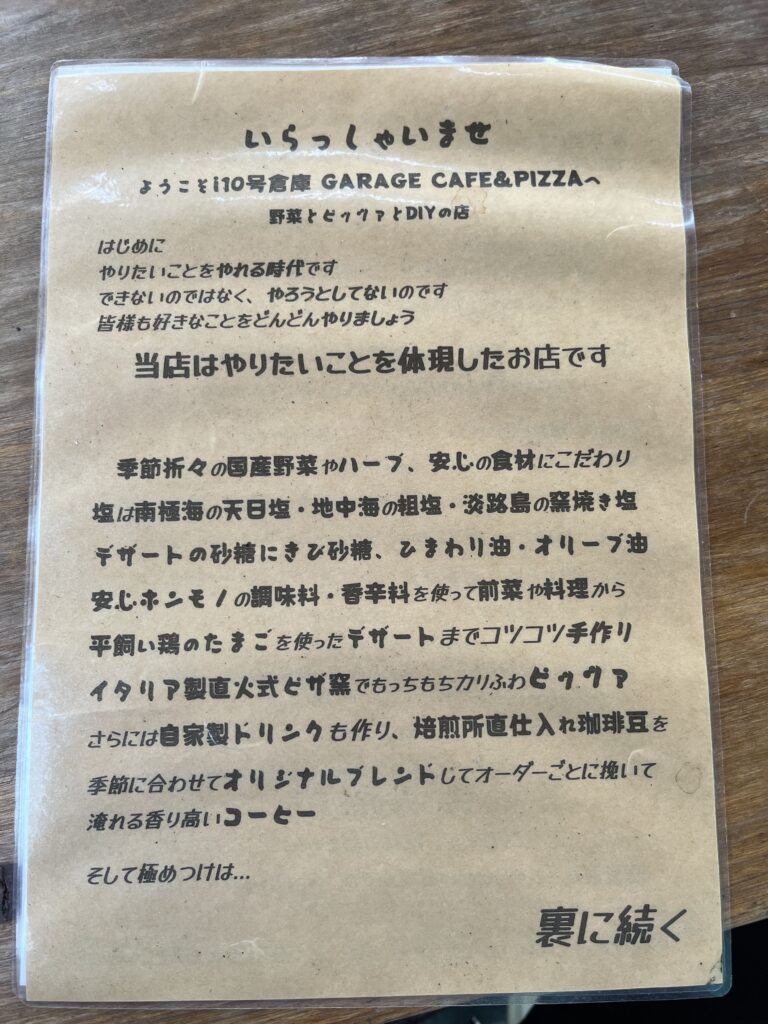 いらっしゃいませ
ようこそi10号倉庫 GARAGE CAFE&PIZZAへ
野菜とピッツァとDIYの店
はじめに
やりたいことをやれる時代です
できないのではなく、やろうとしてないのです
皆様も好きなことをどんどんやりましょう
当店はやりたいことを体現したお店です
季節折々の国産野菜やハーブ、安心の食材にこだわり
塩は南極海の天日塩・地中海の粗塩・淡路島の窯焼き塩
デザートの砂糖にきび砂糖、ひまわり油・オリーブ油
安心ホンモノの調味料・香辛料を使って前菜や料理から
平飼い鶏のたまごを使ったデザートまでコツコツ手作り
イタリア製直火式ピザ窯でもっちもちカリふわピッツァ
さらには自家製ドリンクも作り、焙煎所直仕入れ珈琲豆を
季節に合わせてオリジナルブレンドしてオーダーごとに挽いて
淹れる香り高いコーヒー
そして極めつけは...
裏に続く